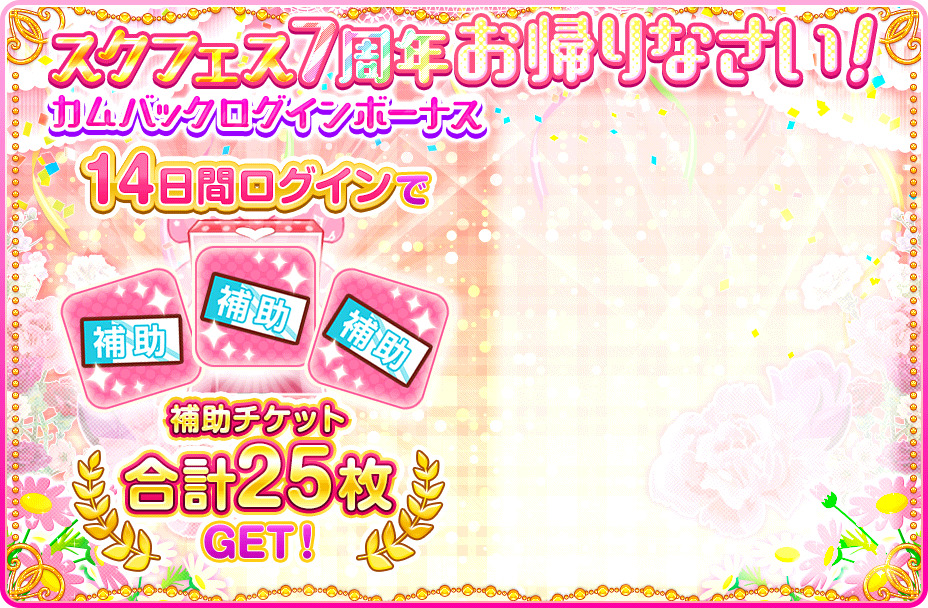 スクフェス7周年お帰りなさい!
カムバックログインボーナス
14日間ログインで
補助
補助
補助
補助チケット
合計25枚
GET!